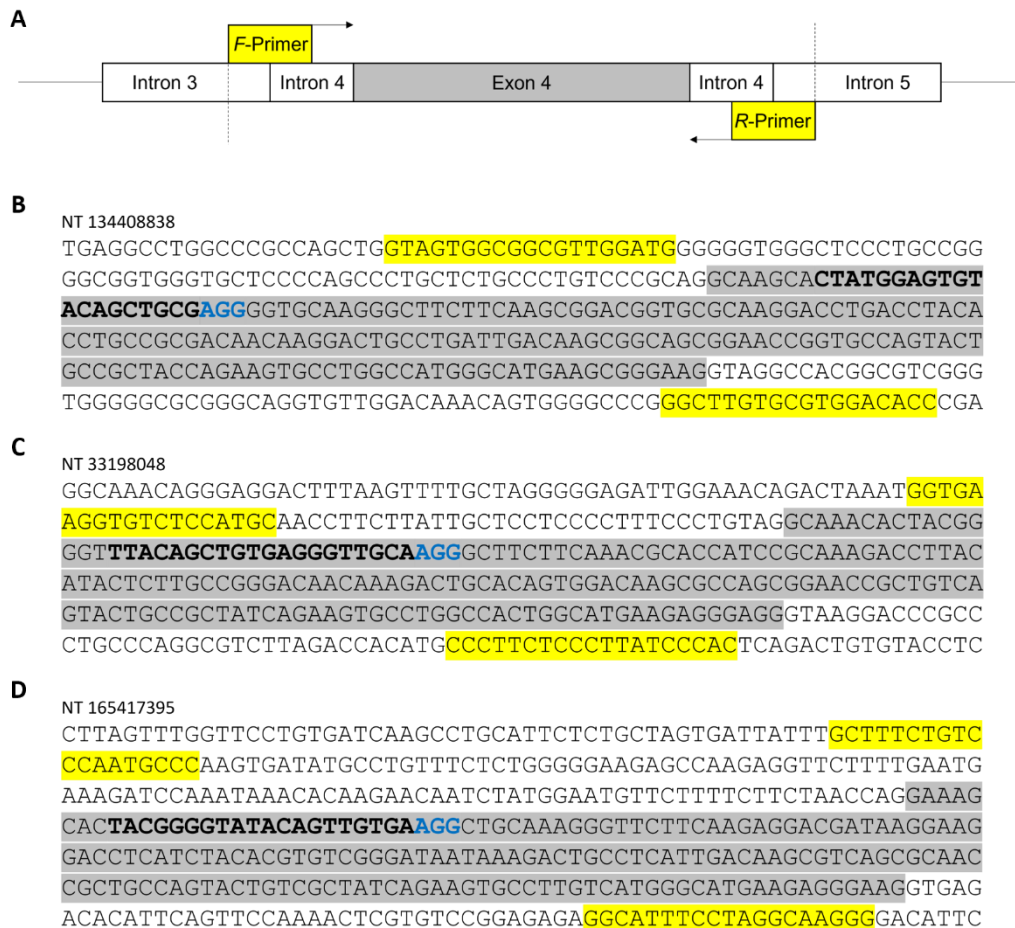 A
F-Primer
Intron 3
Intron 4
Exon 4
Intron 4
Intron 5
R-Primer
B
NT 134408838
TGAGGCCTGGCCCGCCAGCTGGTAGTGGCGGCGTTGGATGGGGGGTGGGCTCCCTGCCGG
GGCGGTGGGTGCTCCCCAGCCCTGCTCTGCCCTGTCCCGCAGGCAAGCACTATGGAGTGT
ACAGCTGCGAGGGGTGCAAGGGCTTCTTCAAGCGGACGGTGCGCAAGGACCTGACCTACA
CCTGCCGCGACAACAAGGACTGCCTGATTGACAAGCGGCAGCGGAACCGGTGCCAGTACT
GCCGCTACCAGAAGTGCCTGGCCATGGGCATGAAGCGGGAAGGTAGGCCACGGCGTCGGG
TGGGGGCGCGGGCAGGTGTTGGACAAACAGTGGGGCCCGGGCTTGTGCGTGGACACCCGA
C
NT 33198048
GGCAAACAGGGAGGACTTTAAGTTTTGCTAGGGGGAGATTGGAAACAGACTAAATGGTGA
AGGTGTCTCCATGCAACCTTCTTATTGCTCCTCCCCTTTCCCTGTAGGCAAACACTACGG
GGTTTACAGCTGTGAGGGTTGCAAGGGCTTCTTCAAACGCACCATCCGCAAAGACCTTAC
ATACTCTTGCCGGGACAACAAAGACTGCACAGTGGACAAGCGCCAGCGGAACCGCTGTCA
GTACTGCCGCTATCAGAAGTGCCTGGCCACTGGCATGAAGAGGGAGGGTAAGGACCCGCC
CTGCCCAGGCGTCTTAGACCACATGCCCTTCTCCCTTATCCCACTCAGACTGTGTACCTC
D
NT 165417395
CTTAGTTTGGTTCCTGTGATCAAGCCTGCATTCTCTGCTAGTGATTATTTGCTTTCTGTC
CCAATGCCCAAGTGATATGCCTGTTTCTCTGGGGGAAGAGCCAAGAGGTTCTTTTGAATG
AAAGATCCAAATAAACACAAGAACAATCTATGGAATGTTCTTTTCTTCTAACCAGGAAAG
CACTACGGGGTATACAGTTGTGAAGGCTGCAAAGGGTTCTTCAAGAGGACGATAAGGAAG
GACCTCATCTACACGTGTCGGGATAATAAAGACTGCCTCATTGACAAGCGTCAGCGCAAC
CGCTGCCAGTACTGTCGCTATCAGAAGTGCCTTGTCATGGGCATGAAGAGGGAAGGTGAG
ACACATTCAGTTCCAAAACTCGTGTCCGGAGAGAGGCATTTCCTAGGCAAGGGGACATTC